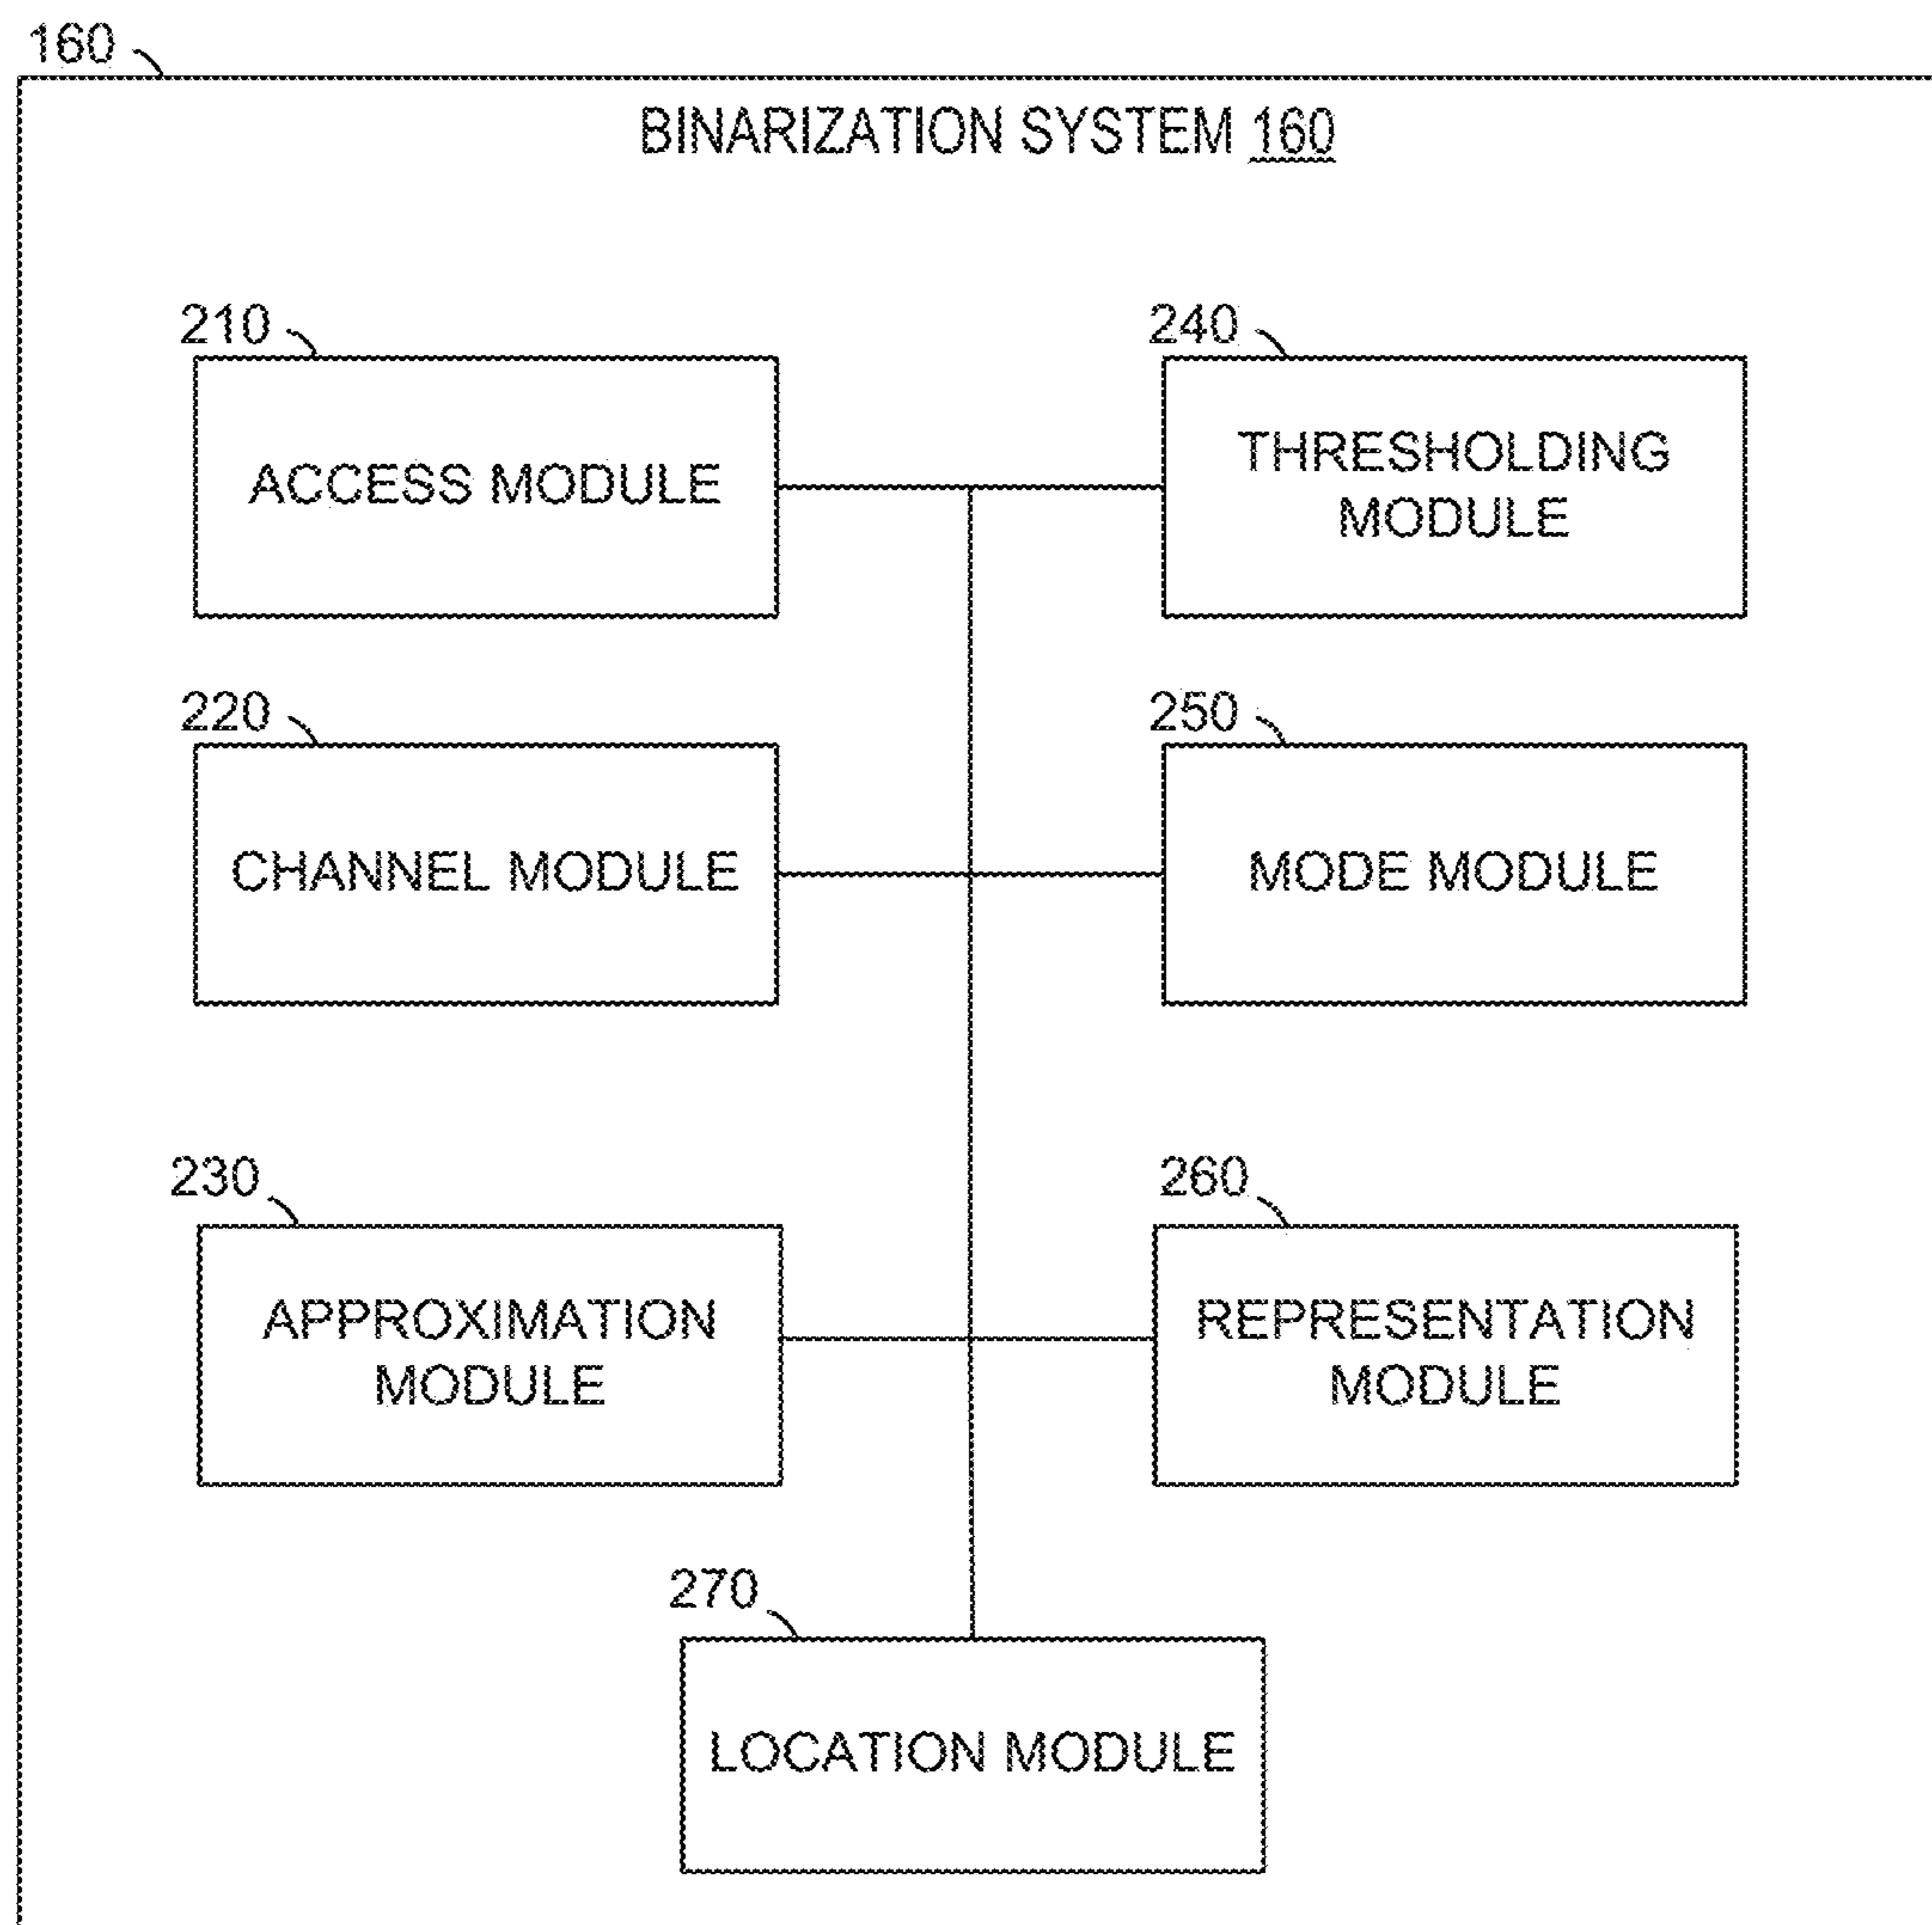 160
BINARIZATION SYSTEM 160
210
ACCESS MODULE
240
THRESHOLDING
MODULE
220
CHANNEL MODULE
250
MODE MODULE
230
APPROXIMATION
MODULE
260
REPRESENTATION
MODULE
270
LOCATION MODULE